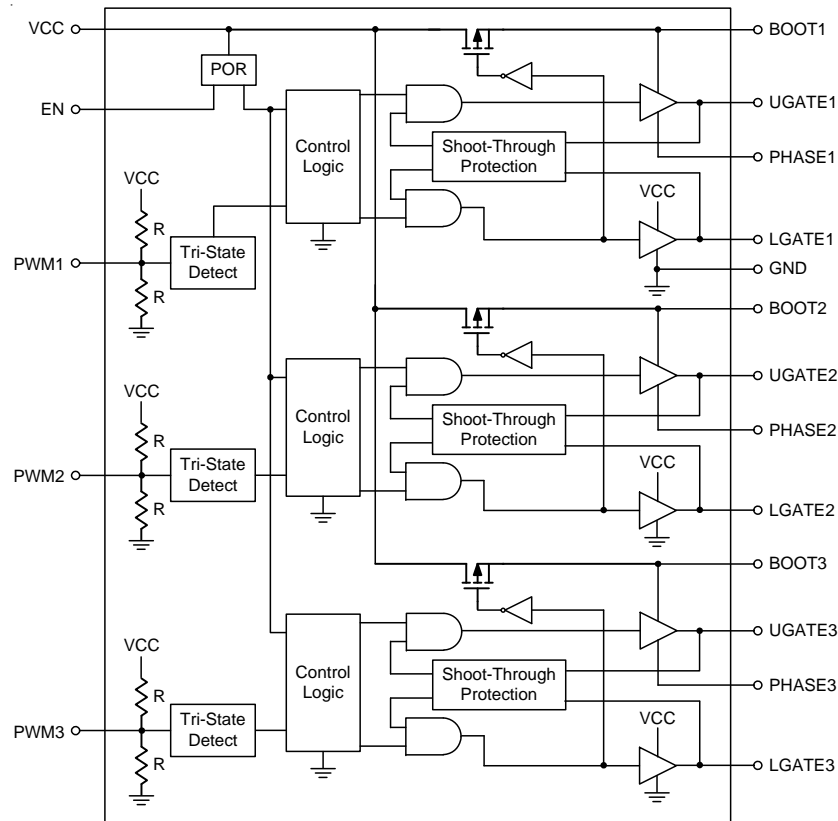 VCC
BOOT1
POR
EN
UGATE1
Control
Logic
Shoot-Through
Protection
PHASE1
VCC
VCC
R
PWM1
Tri-State
Detect
LGATE1
R
GND
BOOT2
Control
Logic
UGATE2
VCC
Shoot-Through
Protection
PHASE2
R
VCC
PWM2
Tri-State
Detect
R
LGATE2
BOOT3
UGATE3
VCC
Control
Logic
Shoot-Through
Protection
PHASE3
R
VCC
PWM3
Tri-State
Detect
R
LGATE3